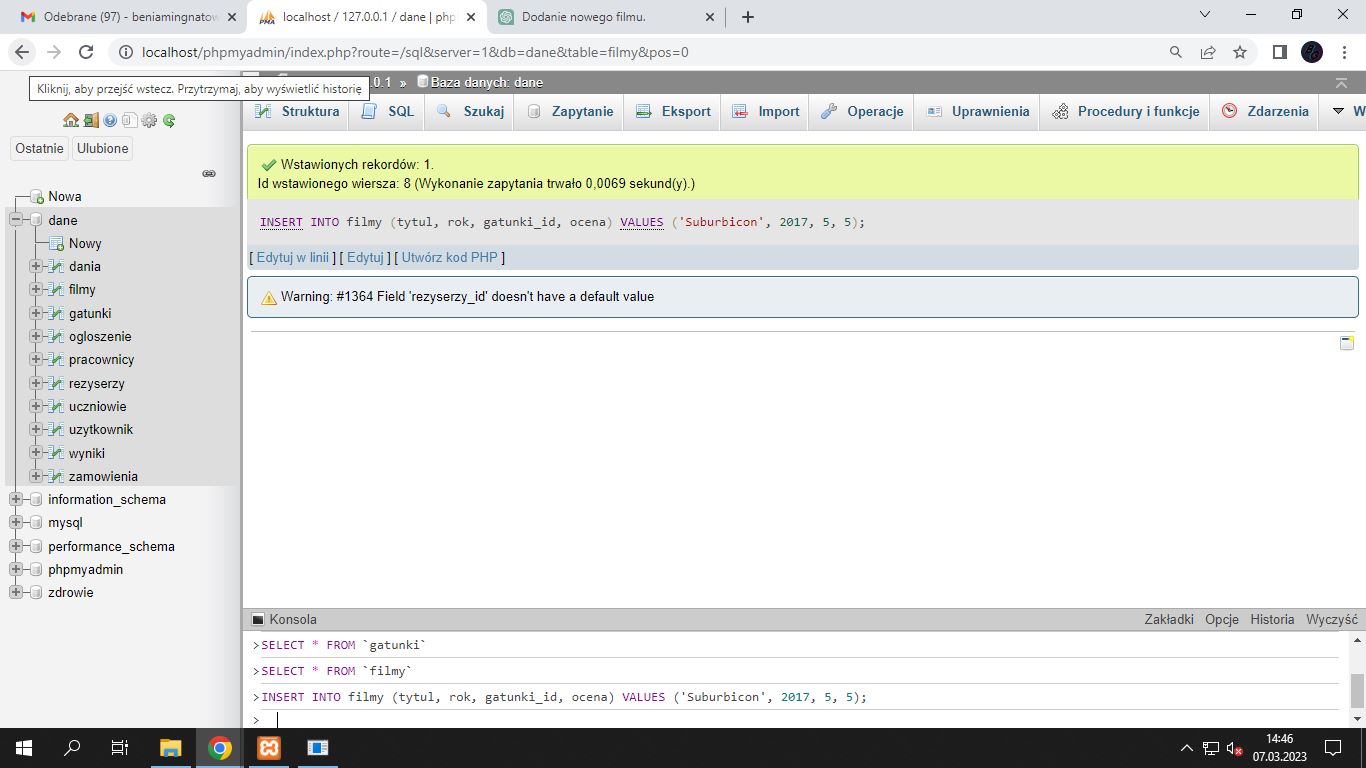 Odebrane (97) - beniamingnatow
localhost / 127.0.0.1 / dane | php
Dodanie nowego filmu.
localhost/phpmyadmin/index.php?route=/sql&server=1&db=dane&table=filmy&pos=0
Kliknij, aby przejść wstecz. Przytrzymaj, aby wyświetlić historię
0.1 » Baza danych: dane
Struktura SQL Szukaj Zapytanie Eksport Import Operacje Uprawnienia Procedury i funkcje Zdarzenia W
Ostatnie Ulubione
Nowa
dane
Nowy
dania
filmy
gatunki
ogloszenie
pracownicy
rezyserzy
uczniowie
uzytkownik
wyniki
zamowienia
information_schema
mysql
performance_schema
phpmyadmin
zdrowie
Wstawionych rekordów: 1.
Id wstawionego wiersza: 8 (Wykonanie zapytania trwało 0,0069 sekund(y).)
INSERT INTO filmy (tytul, rok, gatunki_id, ocena) VALUES ('Suburbicon', 2017, 5, 5);
[ Edytuj w linii ] [ Edytuj ] [ Utwórz kod PHP ]
Warning: #1364 Field 'rezyserzy_id' doesn't have a default value
Konsola
Zakładki Opcje Historia Wyczyść
>SELECT * FROM `gatunki`
>SELECT * FROM `filmy`
>INSERT INTO filmy (tytul, rok, gatunki_id, ocena) VALUES ('Suburbicon', 2017, 5, 5);
>
14:46
07.03.2023